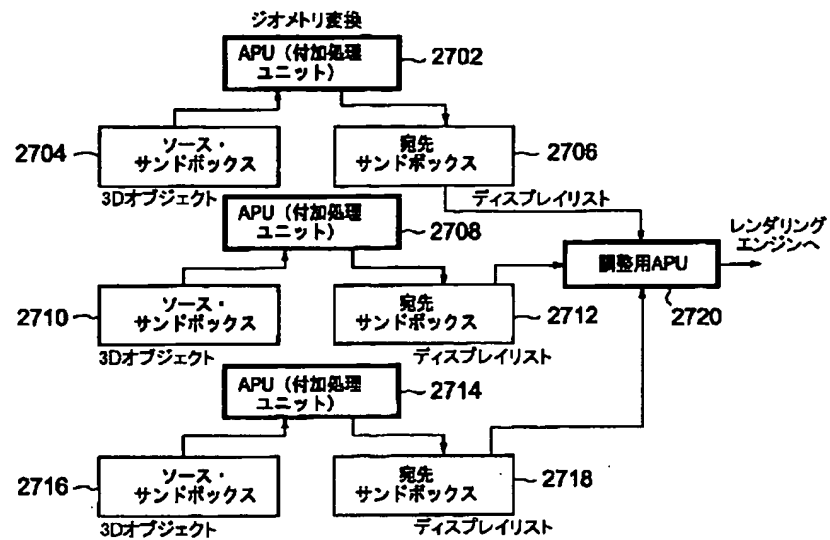 ジオメトリ変換
APU（付加処理
ユニット）
2702
2704
ソース・
サンドボックス
3Dオブジェクト
宛先
サンドボックス
2706
ディスプレイリスト
APU（付加処理
ユニット）
2708
2710
ソース・
サンドボックス
3Dオブジェクト
宛先
サンドボックス
2712
ディスプレイリスト
調整用APU
2720
レンダリング
エンジンへ
APU（付加処理
ユニット）
2714
2716
ソース・
サンドボックス
3Dオブジェクト
宛先
サンドボックス
2718
ディスプレイリスト